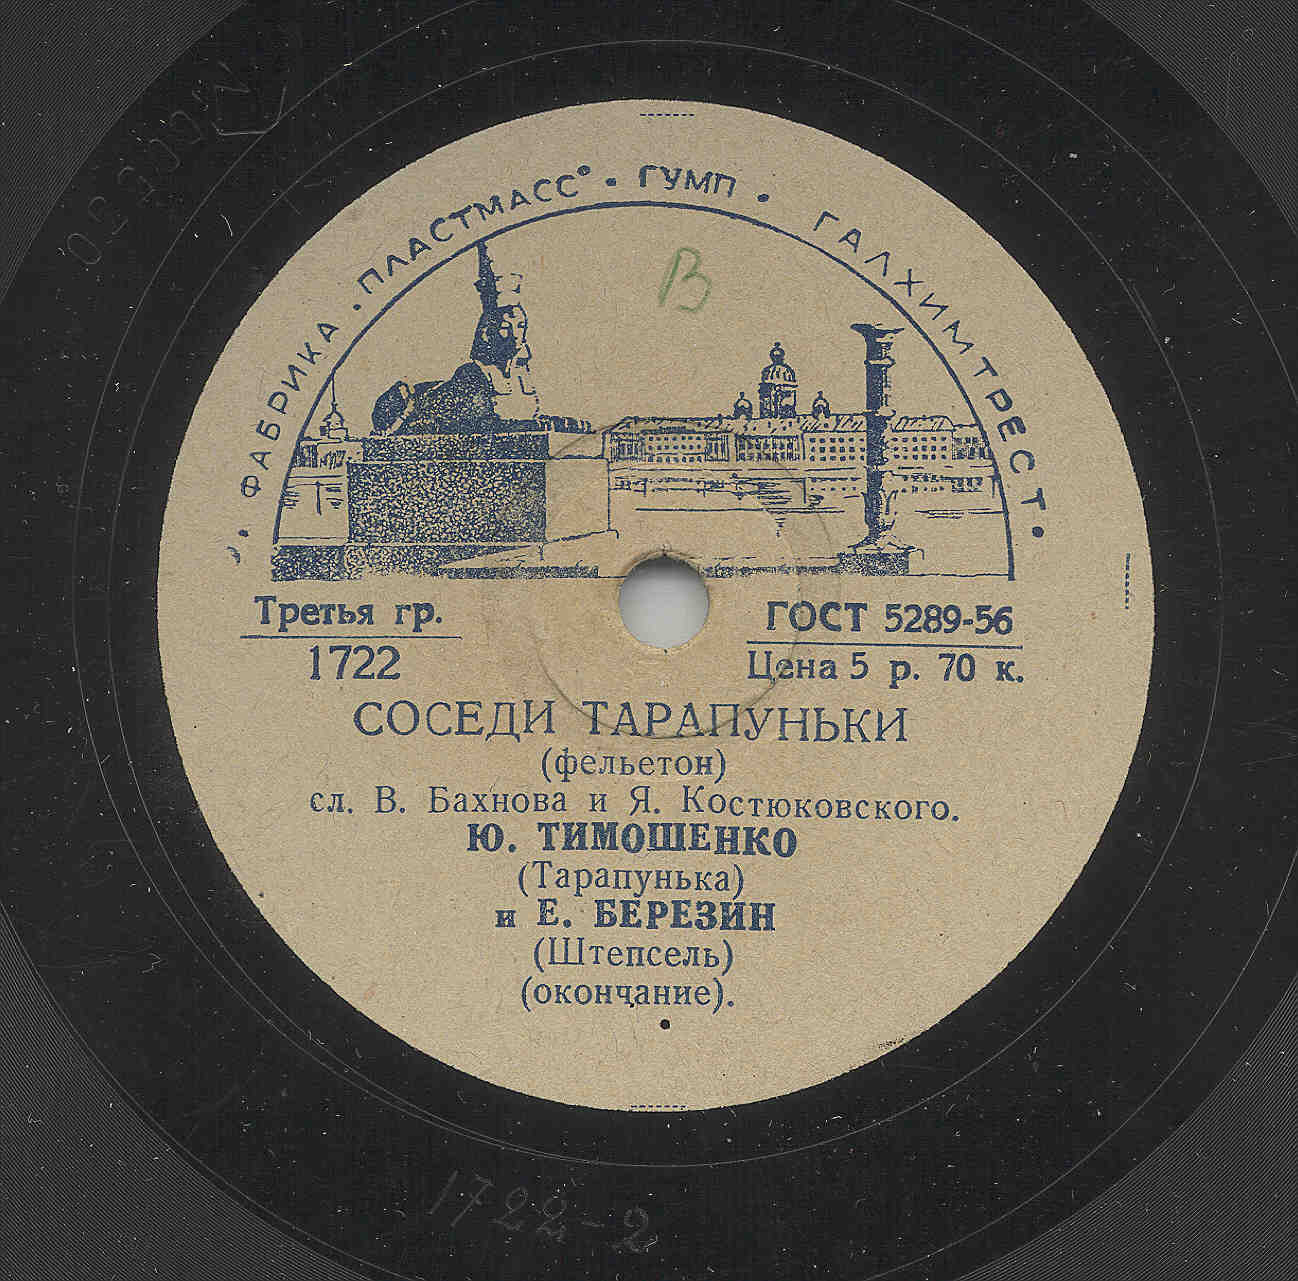 • ФАБРИКА • ПЛАСТМАСС • ГУМП • ГАЛХИМТРЕСТ •
В
Третья гр.
1722
ГОСТ 5289-56
Цена 5 р. 70 к.
СОСЕДИ ТАРАПУНЬКИ
(фельетон)
сл. В. Бахнова и Я. Костюковского.
Ю. ТИМОШЕНКО
(Тарапунька)
и Е. БЕРЕЗИН
(Штепсель)
(окончание).
1722-2